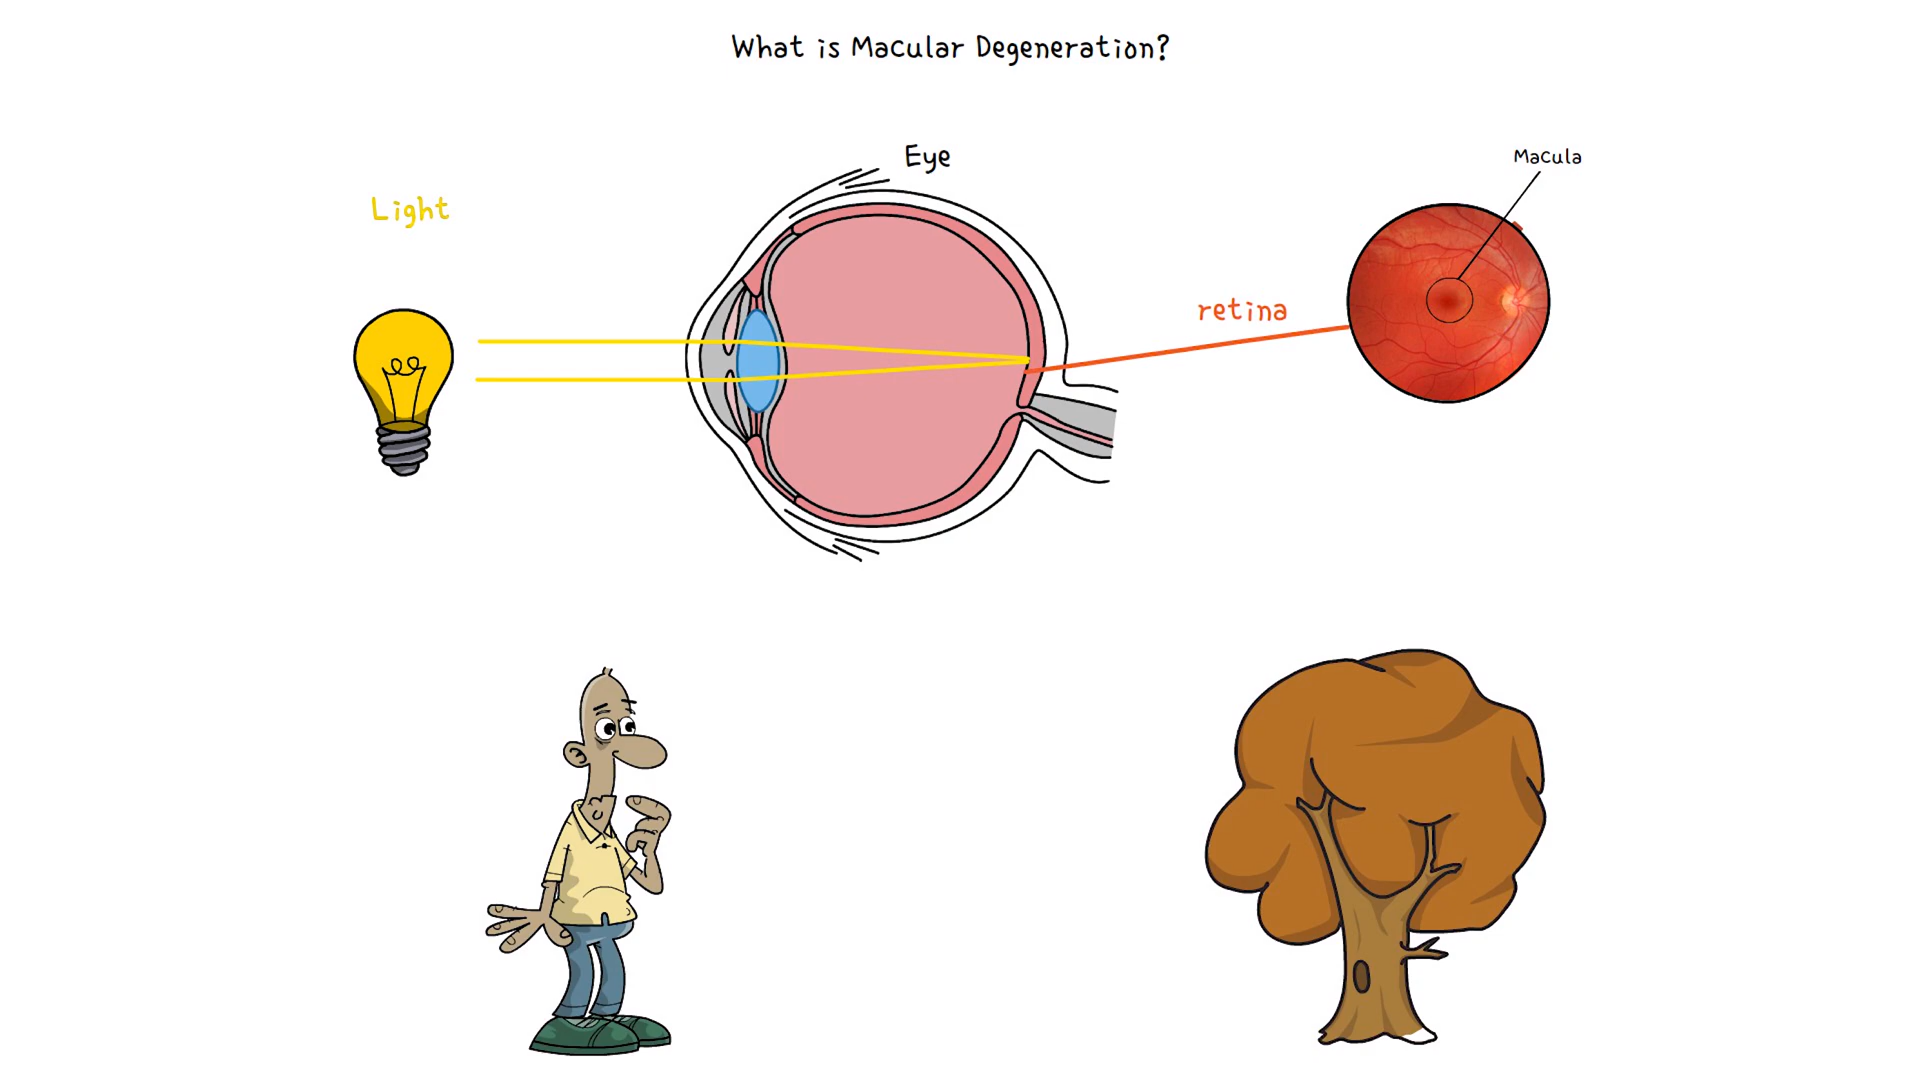 What is Macular Degeneration?
Eye
Macula
Light
retina